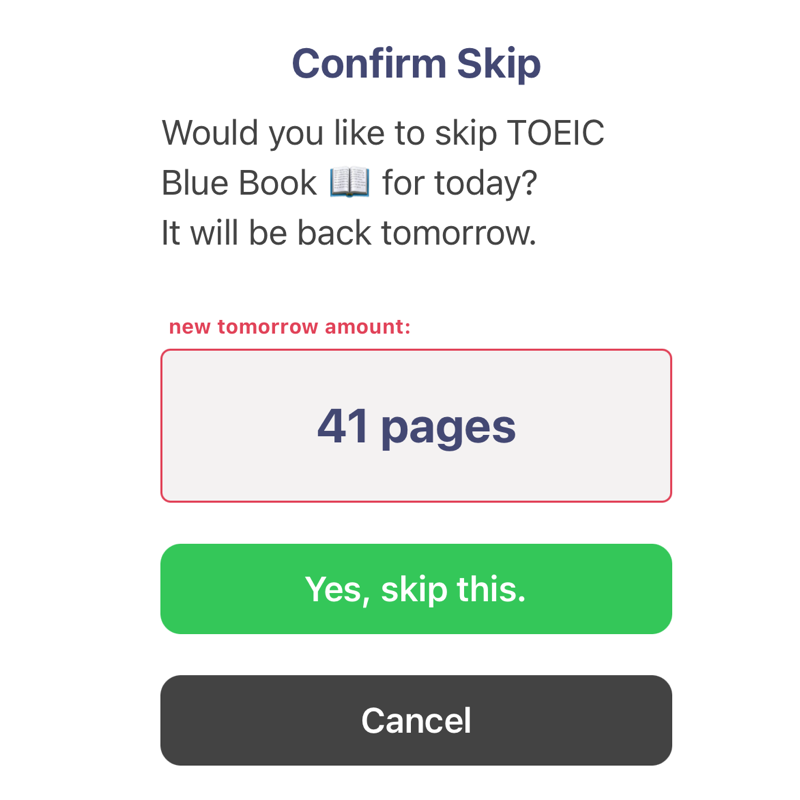 Confirm Skip
Would you like to skip TOEIC
Blue Book 📖 for today?
It will be back tomorrow.
new tomorrow amount:
41 pages
Yes, skip this.
Cancel